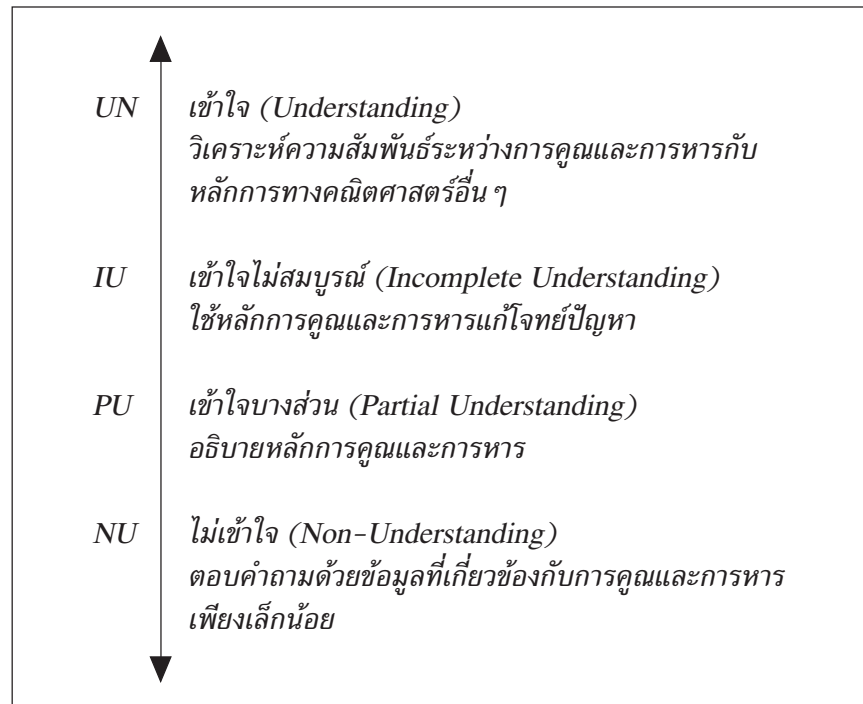 UN เข้าใจ (Understanding)
วิเคราะห์ความสัมพันธ์ระหว่างการคูณและการหารกับ
หลักการทางคณิตศาสตร์อื่น ๆ
IU เข้าใจไม่สมบูรณ์ (Incomplete Understanding)
ใช้หลักการคูณและการหารแก้โจทย์ปัญหา
PU เข้าใจบางส่วน (Partial Understanding)
อธิบายหลักการคูณและการหาร
NU ไม่เข้าใจ (Non-Understanding)
ตอบคำถามด้วยข้อมูลที่เกี่ยวข้องกับการคูณและการหาร
เพียงเล็กน้อย